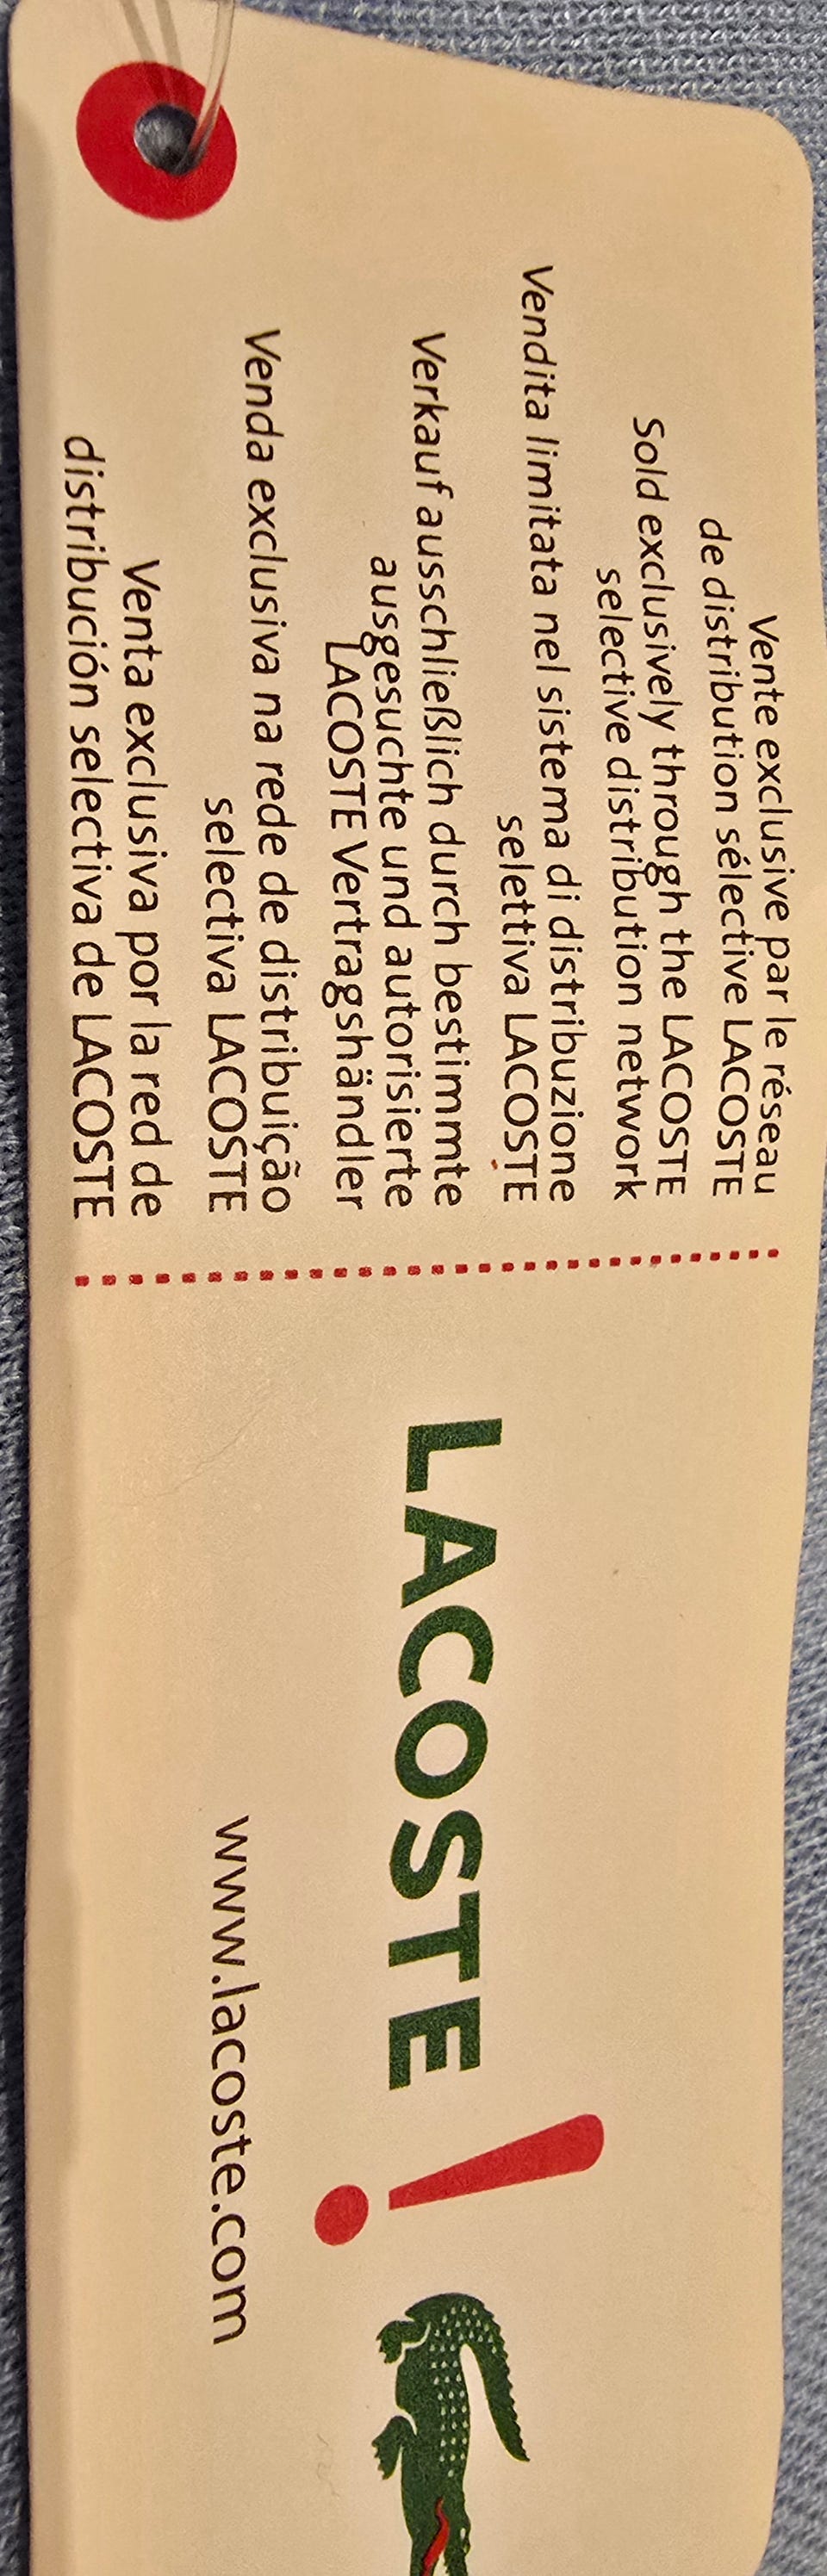 Vente exclusive par le réseau
de distribution sélective LACOSTE
Sold exclusively through the LACOSTE
selective distribution network
Vendita limitata nel sistema di distribuzione
selettiva LACOSTE
Verkauf ausschließlich durch bestimmte
ausgesuchte und autorisierte
LACOSTE Vertragshändler
Venda exclusiva na rede de distribuição
selectiva LACOSTE
Venta exclusiva por la red de
distribución selectiva de LACOSTE
LACOSTE !
www.lacoste.com